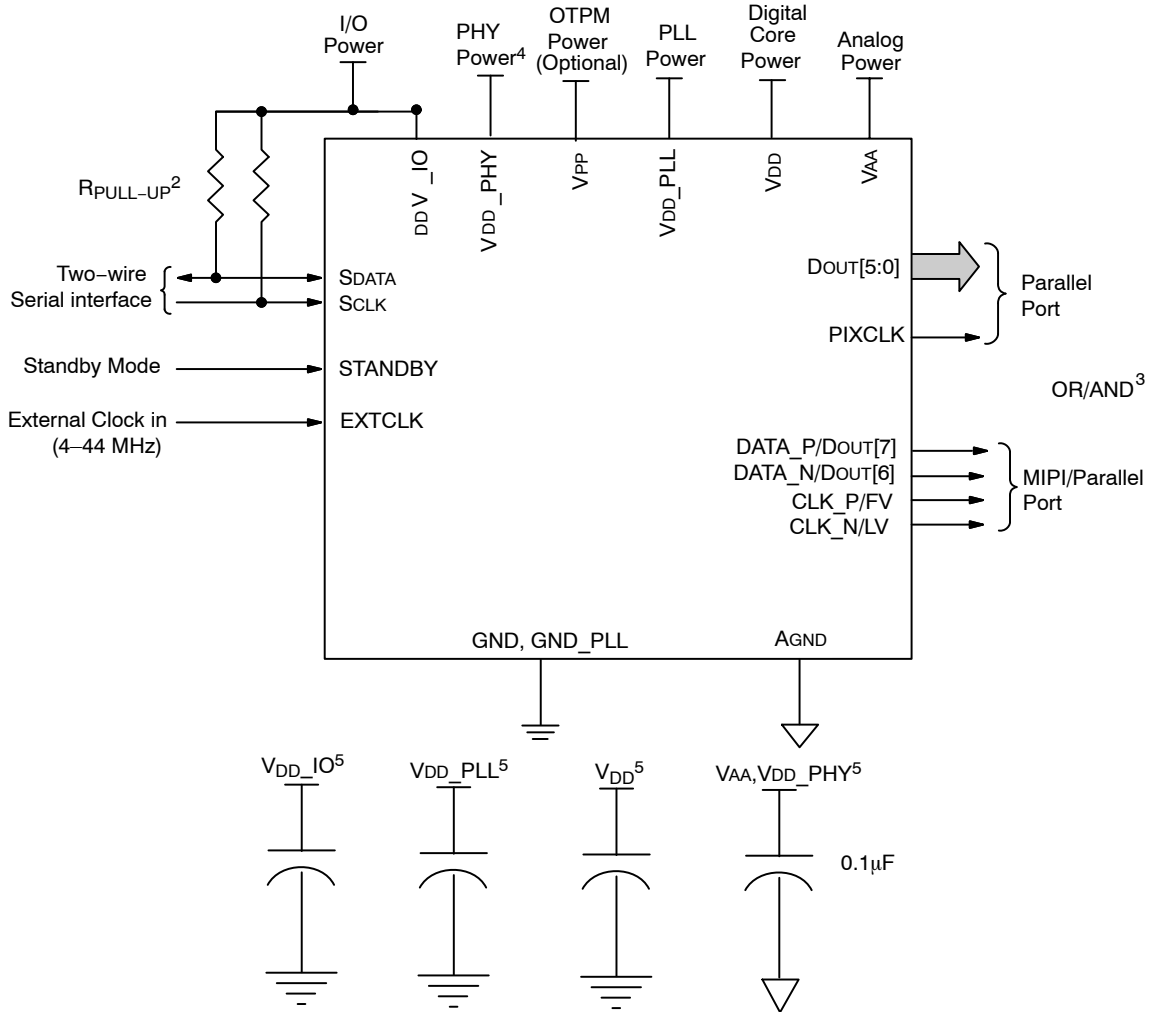 I/O
Power
PHY
Power4
OTPM
Power
(Optional)
PLL
Power
Digital
Core
Power
Analog
Power
DDV_IO
VDD_PHY
VPP
VDD_PLL
VDD
VAA
RPULL–UP2
Two–wire
Serial interface
SDATA
SCLK
Standby Mode
STANDBY
External Clock in
(4–44 MHz)
EXTCLK
DOUT[5:0]
PIXCLK
Parallel
Port
OR/AND3
DATA_P/DOUT[7]
DATA_N/DOUT[6]
CLK_P/FV
CLK_N/LV
MIPI/Parallel
Port
GND, GND_PLL
AGND
VDD_IO5
VDD_PLL5
VDD5
VAA,VDD_PHY5
0.1μF